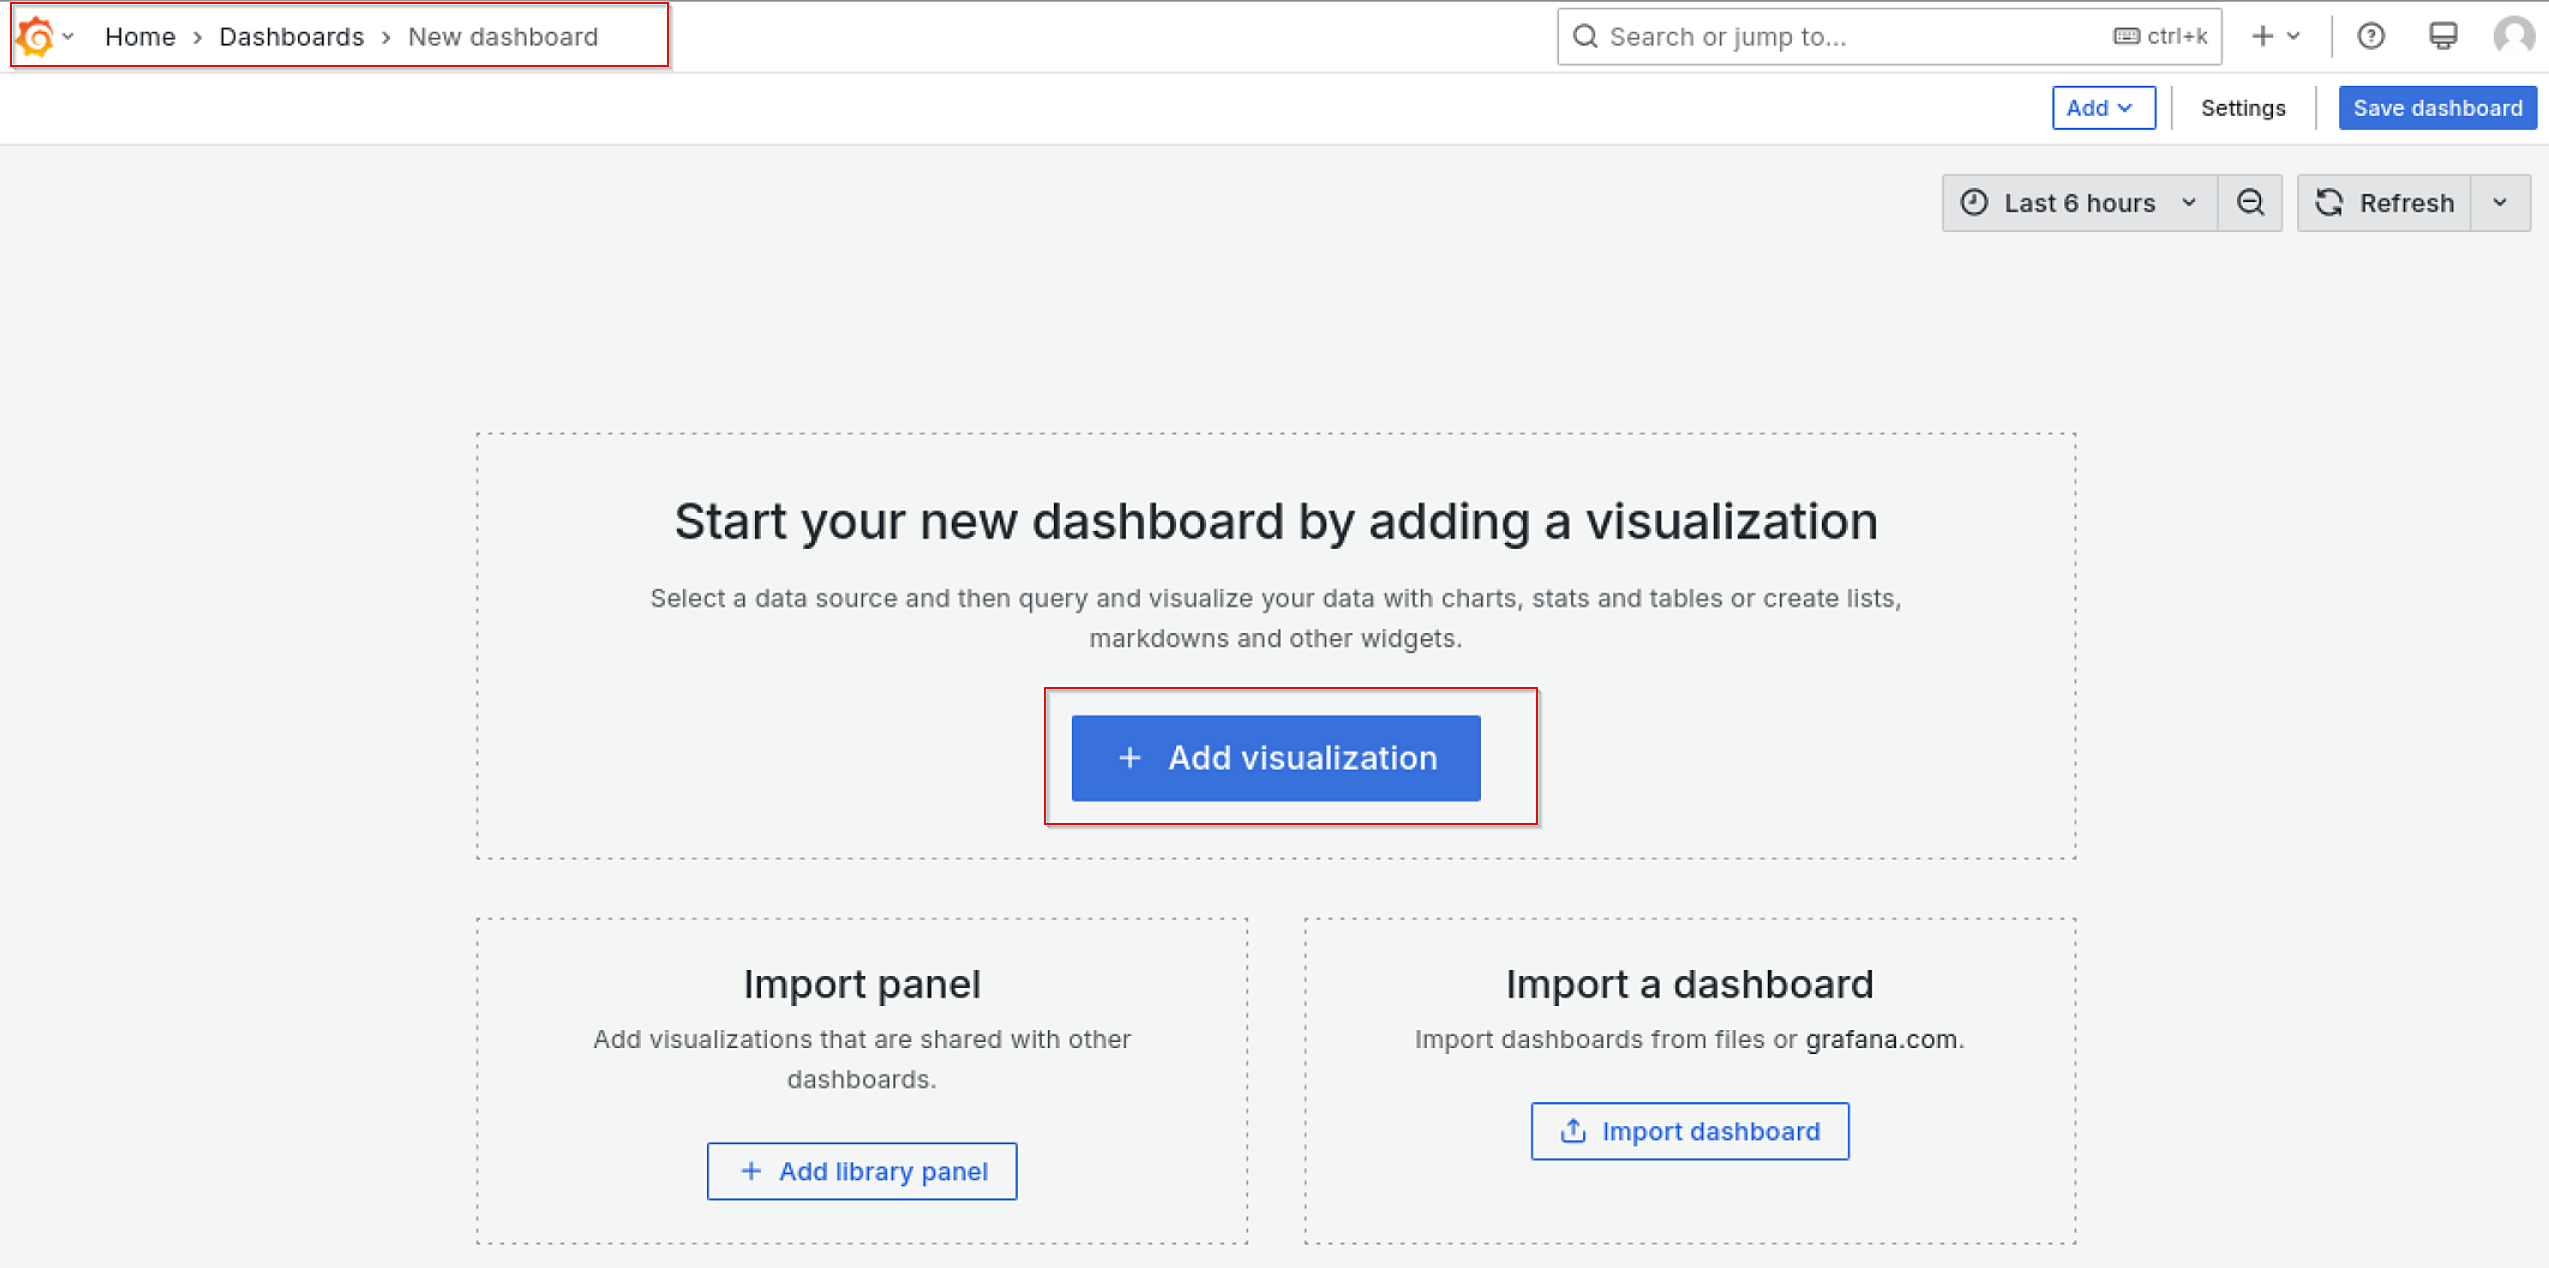 Home › Dashboards › New dashboard
Search or jump to...
ctrl+k
Add
Settings
Save dashboard
Last 6 hours
Refresh
Start your new dashboard by adding a visualization
Select a data source and then query and visualize your data with charts, stats and tables or create lists,
markdowns and other widgets.
+ Add visualization
Import panel
Add visualizations that are shared with other
dashboards.
+ Add library panel
Import a dashboard
Import dashboards from files or grafana.com.
Import dashboard